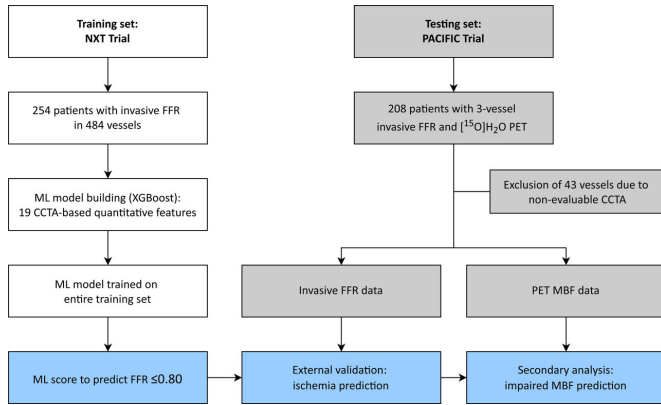 Training set:
NXT Trial
254 patients with invasive FFR
in 484 vessels
ML model building (XGBoost):
19 CCTA-based quantitative features
ML model trained on
entire training set
ML score to predict FFR ≤0.80
Testing set:
PACIFIC Trial
208 patients with 3-vessel
invasive FFR and [¹⁵O]H₂O PET
Exclusion of 43 vessels due to
non-evaluable CCTA
Invasive FFR data
PET MBF data
External validation:
ischemia prediction
Secondary analysis:
impaired MBF prediction